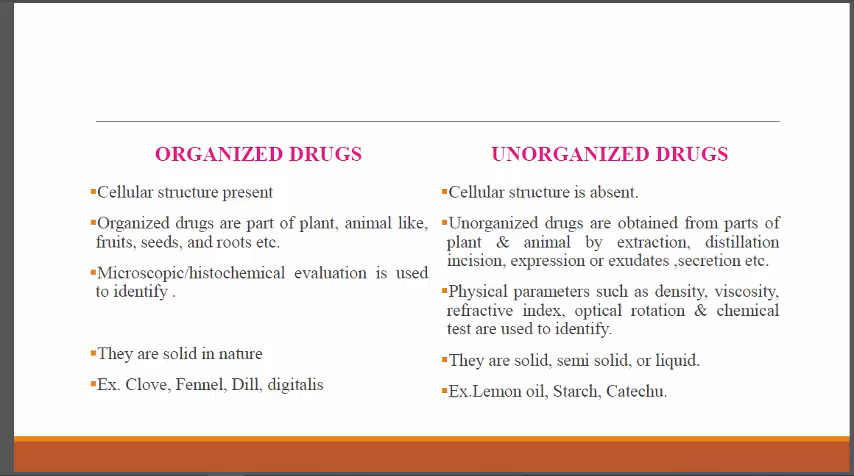 ORGANIZED DRUGS
▪Cellular structure present
▪Organized drugs are part of plant, animal like,
fruits, seeds, and roots etc.
▪Microscopic/histochemical evaluation is used
to identify .
▪They are solid in nature
▪Ex. Clove, Fennel, Dill, digitalis
UNORGANIZED DRUGS
▪Cellular structure is absent.
▪Unorganized drugs are obtained from parts of
plant & animal by extraction, distillation
incision, expression or exudates ,secretion etc.
▪Physical parameters such as density, viscosity,
refractive index, optical rotation & chemical
test are used to identify.
▪They are solid, semi solid, or liquid.
▪Ex.Lemon oil, Starch, Catechu.